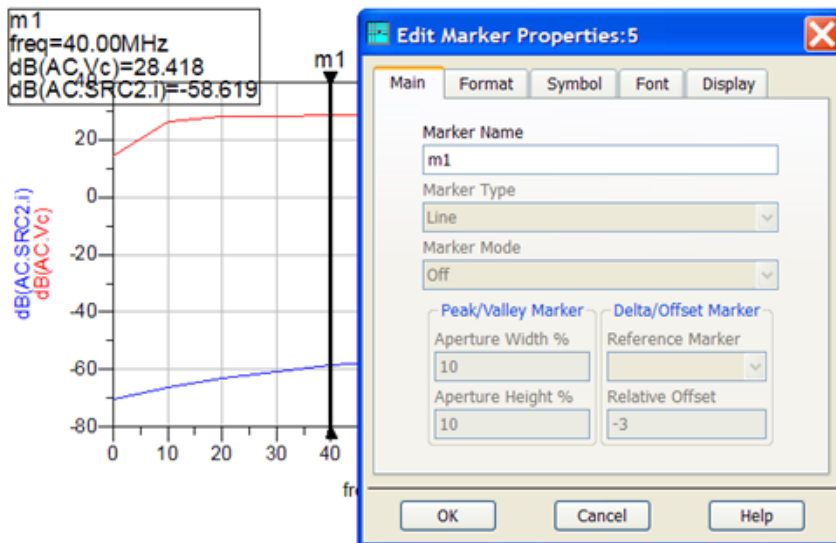 m1
freq=40.00MHz
dB(AC.Vc)=28.418
dB(AC.SRC2.i)=-58.619
m1
40
20
0
-20
-40
-60
-80
dB(AC.SRC2.i)
dB(AC.Vc)
0
10
20
30
40
Edit Marker Properties:5
Main
Format
Symbol
Font
Display
Marker Name
m1
Marker Type
Line
Marker Mode
Off
Peak/Valley Marker
Delta/Offset Marker
Aperture Width %
Reference Marker
10
Aperture Height %
Relative Offset
10
-3
OK
Cancel
Help